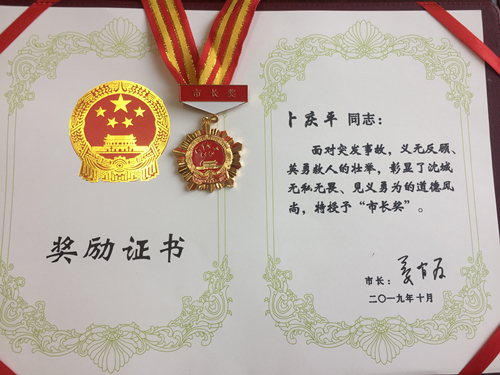 市长奖
奖励证书
卜庆平 同志：
面对突发事故，义无反顾、
英勇救人的壮举，彰显了沈城
无私无畏、见义勇为的道德风
尚，特授予“市长奖”。
市长：
二〇一九年十月